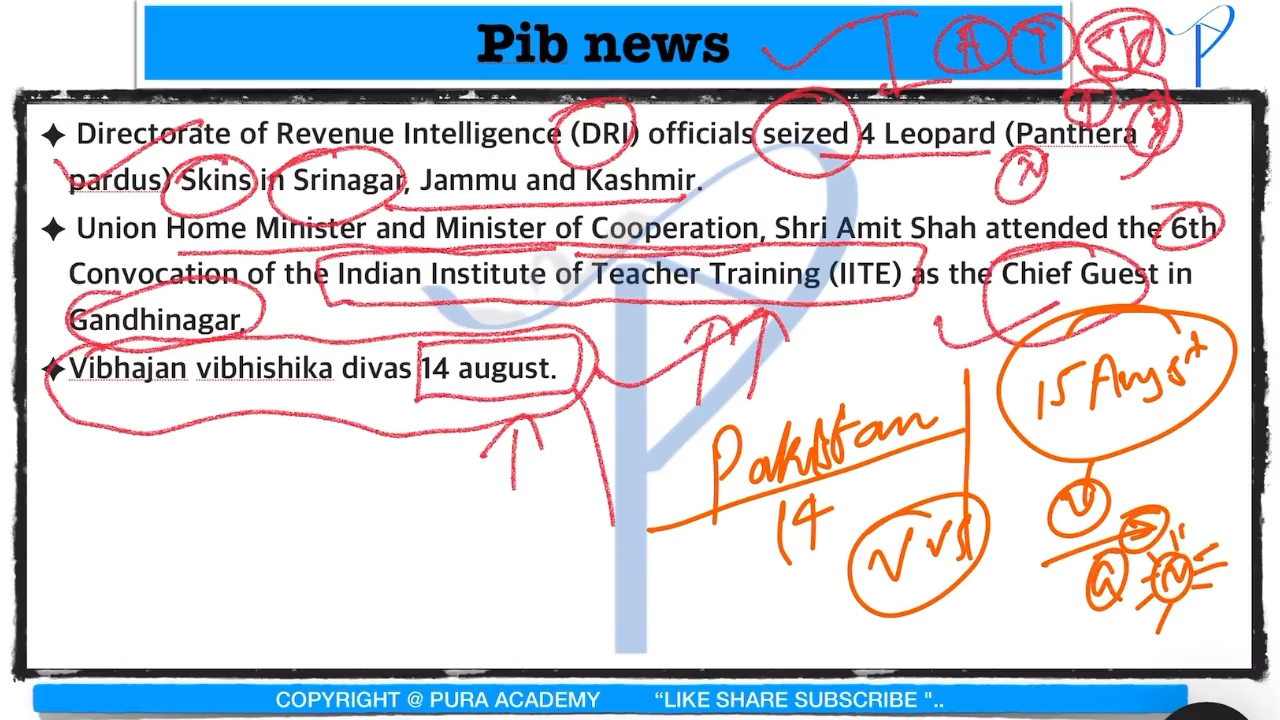 Pib news
✦ Directorate of Revenue Intelligence (DRI) officials seized 4 Leopard (Panthera
pardus) Skins in Srinagar, Jammu and Kashmir.
✦ Union Home Minister and Minister of Cooperation, Shri Amit Shah attended the 6th
Convocation of the Indian Institute of Teacher Training (IITE) as the Chief Guest in
Gandhinagar,
✦ Vibhajan vibhishika divas 14 august.
15 August
Pakistan
14
COPYRIGHT @ PURA ACADEMY “LIKE SHARE SUBSCRIBE "..